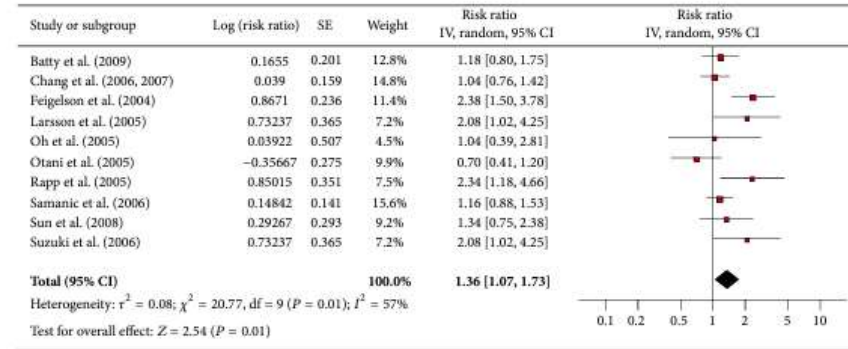 Study or subgroup Log (risk ratio) SE Weight Risk ratio IV, random, 95% CI Risk ratio IV, random, 95% CI
Batty et al. (2009) 0.1655 0.201 12.8% 1.18 [0.80, 1.75]
Chang et al. (2006, 2007) 0.039 0.159 14.8% 1.04 [0.76, 1.42]
Feigelson et al. (2004) 0.8671 0.236 11.4% 2.38 [1.50, 3.78]
Larsson et al. (2005) 0.73237 0.365 7.2% 2.08 [1.02, 4.25]
Oh et al. (2005) 0.03922 0.507 4.5% 1.04 [0.39, 2.81]
Otani et al. (2005) −0.35667 0.275 9.9% 0.70 [0.41, 1.20]
Rapp et al. (2005) 0.85015 0.351 7.5% 2.34 [1.18, 4.66]
Samanic et al. (2006) 0.14842 0.141 15.6% 1.16 [0.88, 1.53]
Sun et al. (2008) 0.29267 0.293 9.2% 1.34 [0.75, 2.38]
Suzuki et al. (2006) 0.73237 0.365 7.2% 2.08 [1.02, 4.25]
Total (95% CI) 100.0% 1.36 [1.07, 1.73]
Heterogeneity: τ² = 0.08; χ² = 20.77, df = 9 (P = 0.01); I² = 57%
0.1 0.2 0.5 1 2 5 10
Test for overall effect: Z = 2.54 (P = 0.01)